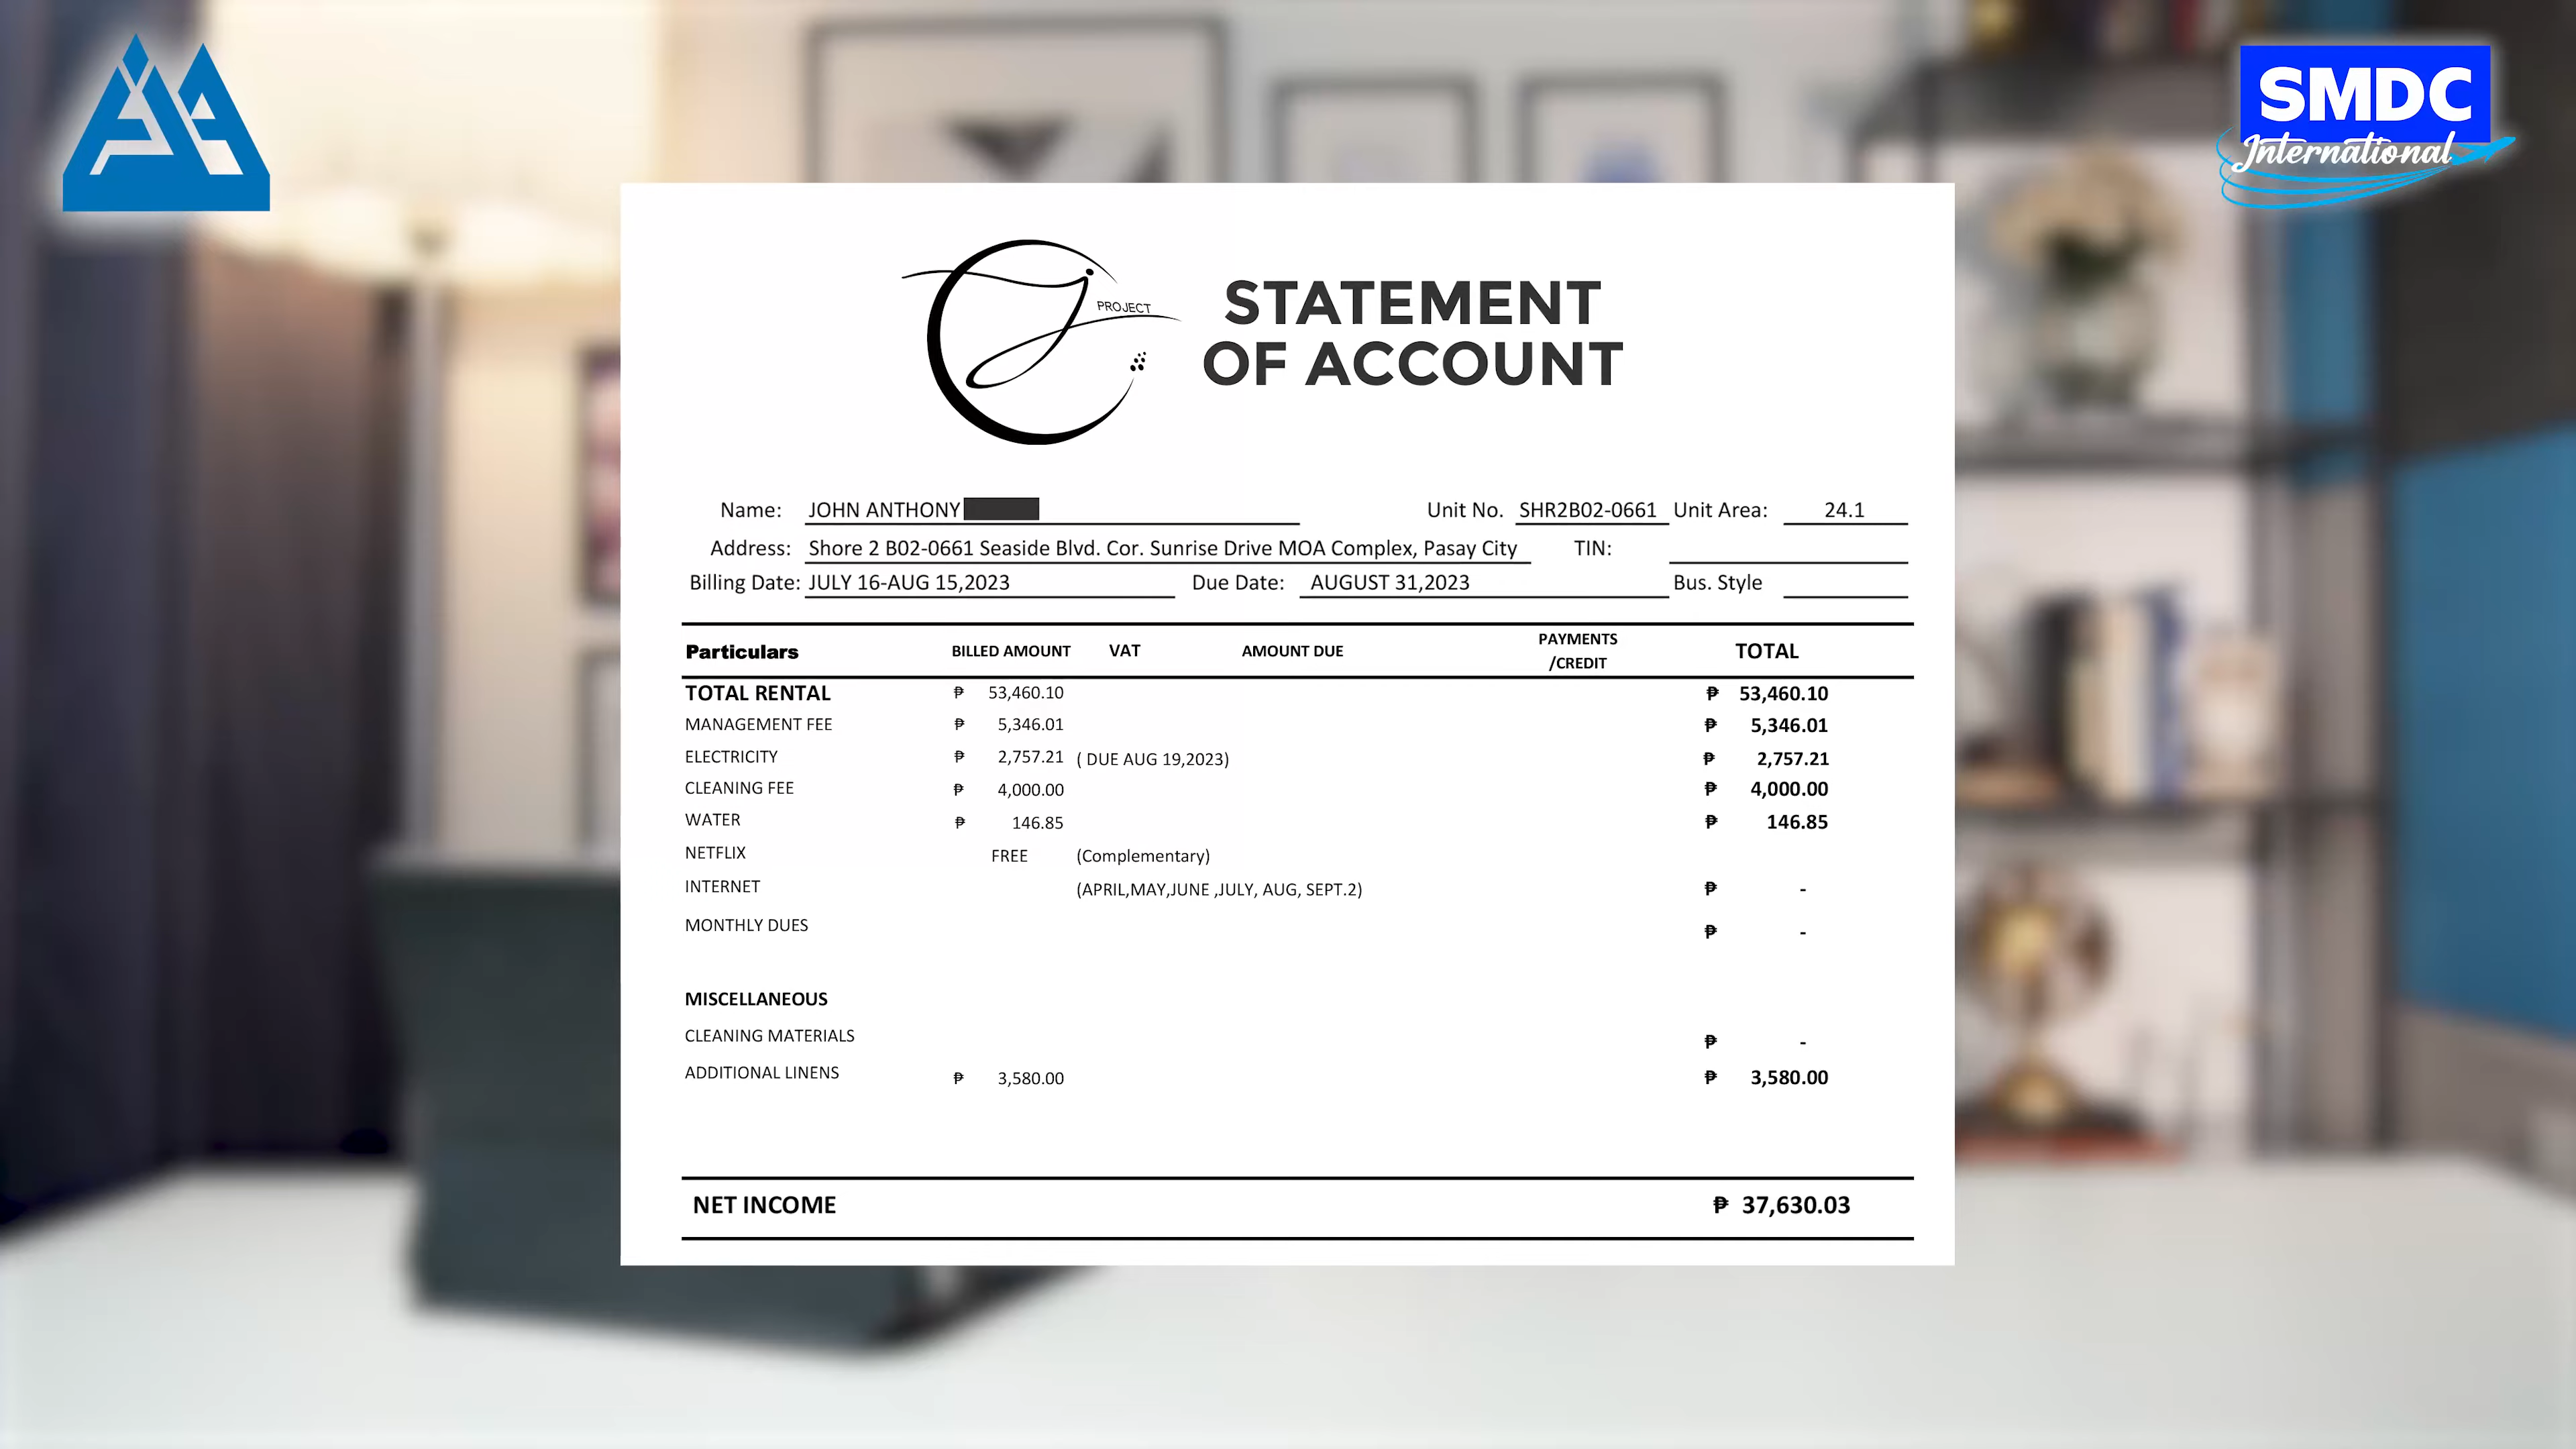 SMDC
International
PROJECT
STATEMENT
OF ACCOUNT
Name: JOHN ANTHONY Unit No. SHR2B02-0661 Unit Area: 24.1
Address: Shore 2 B02-0661 Seaside Blvd. Cor. Sunrise Drive MOA Complex, Pasay City TIN:
Billing Date: JULY 16-AUG 15,2023 Due Date: AUGUST 31,2023 Bus. Style
Particulars BILLED AMOUNT VAT AMOUNT DUE PAYMENTS /CREDIT TOTAL
TOTAL RENTAL ₱ 53,460.10 ₱ 53,460.10
MANAGEMENT FEE ₱ 5,346.01 ₱ 5,346.01
ELECTRICITY ₱ 2,757.21 ( DUE AUG 19,2023) ₱ 2,757.21
CLEANING FEE ₱ 4,000.00 ₱ 4,000.00
WATER ₱ 146.85 ₱ 146.85
NETFLIX FREE (Complementary)
INTERNET (APRIL,MAY,JUNE ,JULY, AUG, SEPT.2) ₱ -
MONTHLY DUES ₱ -
MISCELLANEOUS
CLEANING MATERIALS ₱ -
ADDITIONAL LINENS ₱ 3,580.00 ₱ 3,580.00
NET INCOME ₱ 37,630.03